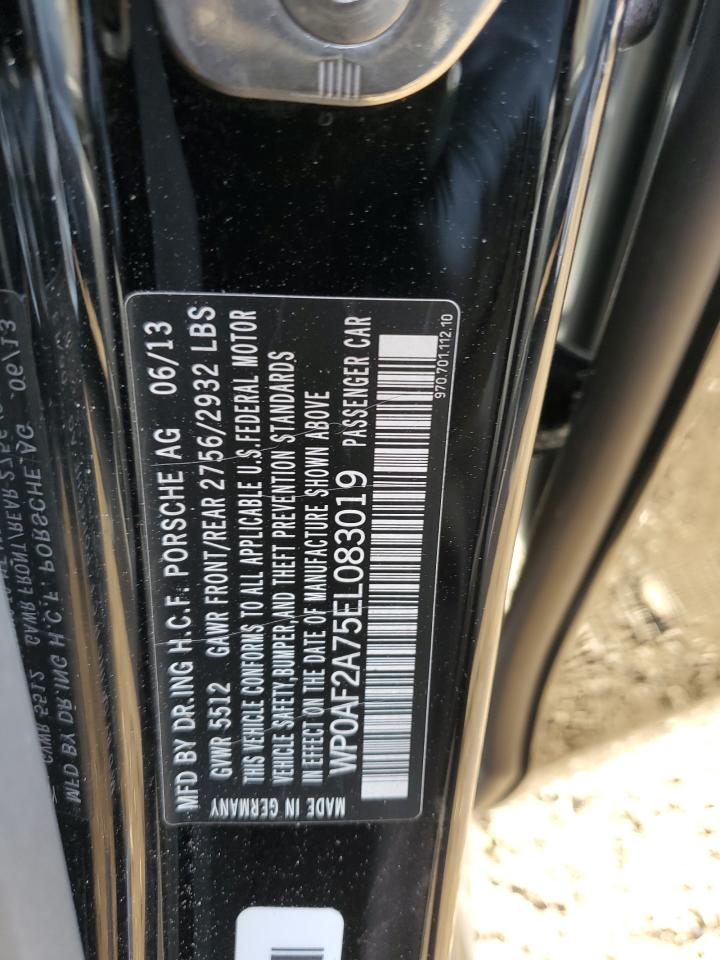 MFD BY DR.ING H.C.F. PORSCHE AG 06/13
GVWR 5512 GAWR FRONT/REAR 2756/2932 LBS
THIS VEHICLE CONFORMS TO ALL APPLICABLE U.S.FEDERAL MOTOR
VEHICLE SAFETY,BUMPER,AND THEFT PREVENTION STANDARDS
IN EFFECT ON THE DATE OF MANUFACTURE SHOWN ABOVE
WP0AF2A75EL083019 PASSENGER CAR
MADE IN GERMANY
970.701.112.10